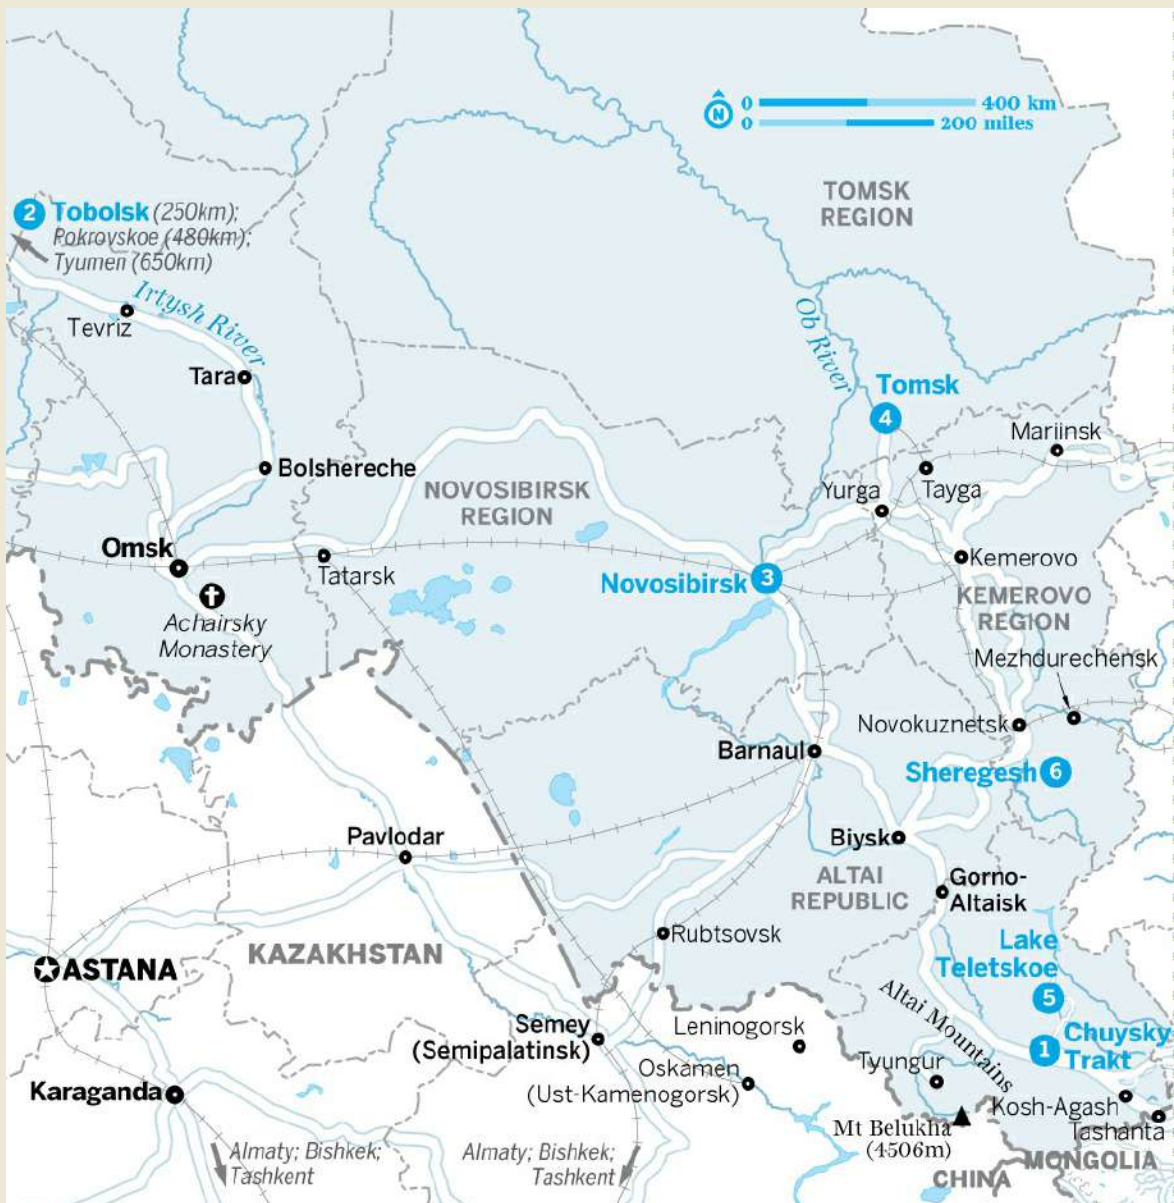 N
0 400 km
0 200 miles
TOMSK
REGION
2 Tobolsk (250km);
Pokrovskoe (480km);
Tyumen (650km)
Irtysh River
Tevriz
Tara
Ob River
Tomsk
4
Mariinsk
Bolshereche
NOVOSIBIRSK
REGION
Yurga
Tayga
Omsk
Tatarsk
Novosibirsk 3
Kemerovo
KEMEROVO
REGION
Achairsky
Monastery
Mezhdurechensk
Novokuznetsk
Barnaul
Sheregesh 6
Pavlodar
Biysk
ALTAI
REPUBLIC
Gorno-
Altaisk
KAZAKHSTAN
Rubtsovsk
Lake
Teletskoe
5
ASTANA
Altai Mountains
Semey
(Semipalatinsk)
Leninogorsk
1 Chuysky
Trakt
Oskamen
(Ust-Kamenogorsk)
Tyungur
Karaganda
Kosh-Agash
Mt Belukha
(4506m)
Tashanta
Almaty; Bishkek;
Tashkent
Almaty; Bishkek;
Tashkent
MONGOLIA
CHINA